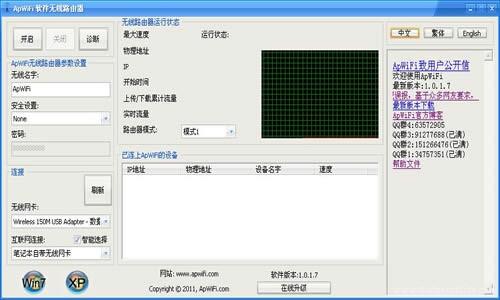 ApWiFi 软件无线路由器
开启 关闭 诊断
ApWiFi无线路由器参数设置
无线名字:
ApWiFi
安全设置:
None
密码:
连接
刷新
无线网卡:
Wireless 150M USB Adapter - 数
互联网连接: 智能选择
笔记本自带无线网卡
Win7 XP
无线路由器运行状态
最大速度 运行状态:
物理地址
IP
开始时间
上传/下载累计流量
实时流量
路由器模式: 模式1
已连上ApWiFi的设备
IP地址 物理地址 设备名字 速度
网站: www.apwifi.com 软件版本:1.0.1.7
Copyright © 2011, ApWiFi.com 在线升级
中文 繁体 English
ApWiFi致用户公开信
欢迎使用ApWiFi
最新版本:1.0.1.7
基于众多网友要求,
最新版本下载
ApWiFi官方博客
QQ群4:63572905
QQ群3:91277688(已满)
QQ群2:151266476(已满)
QQ群1:34757351(已满)
帮助文件